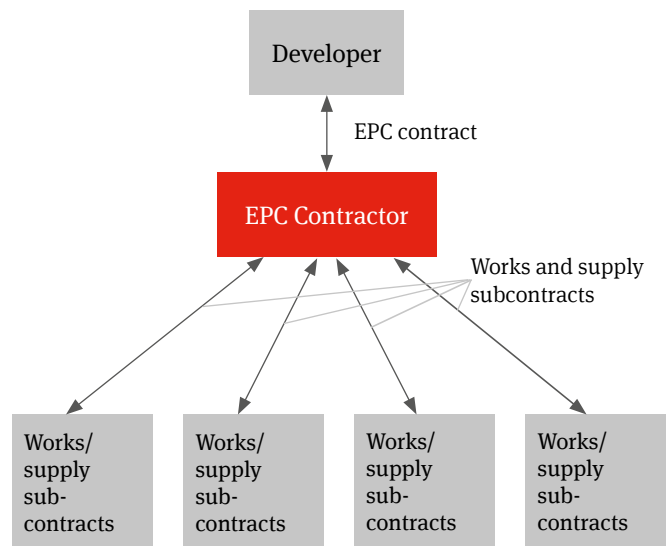 Developer
EPC contract
EPC Contractor
Works and supply
subcontracts
Works/
supply
sub-
contracts
Works/
supply
sub-
contracts
Works/
supply
sub-
contracts
Works/
supply
sub-
contracts